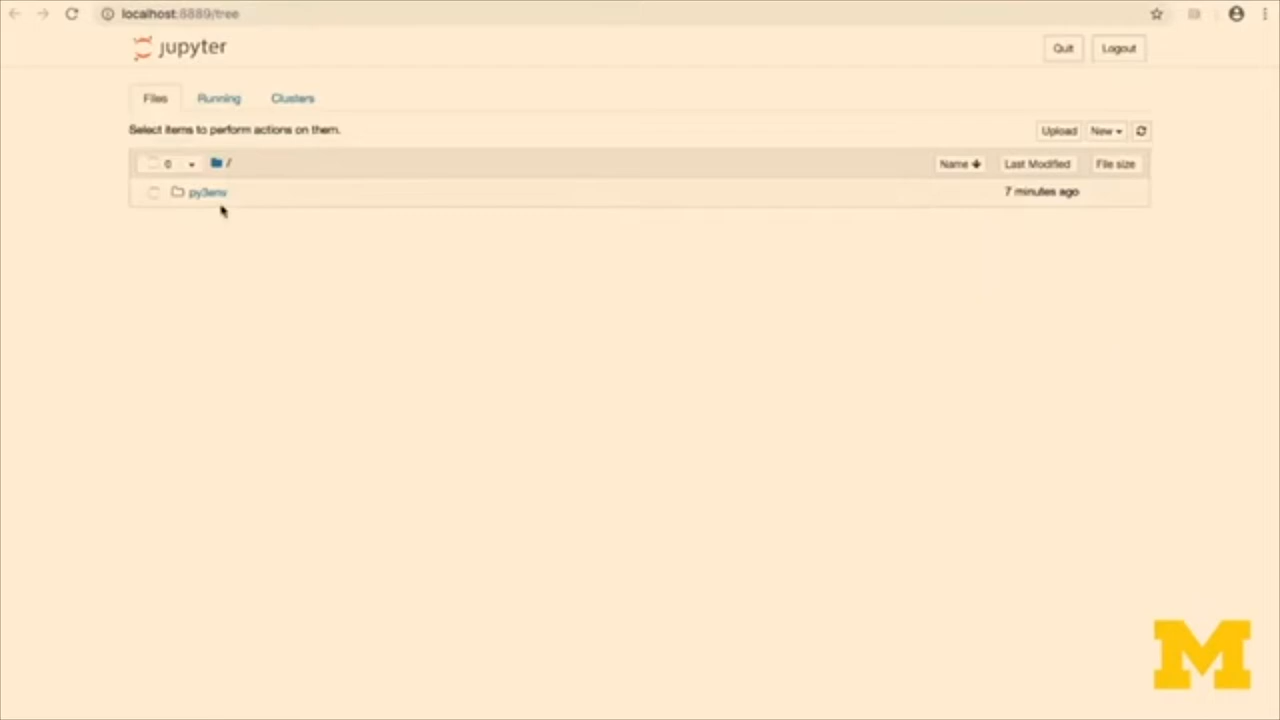 localhost:8889/tree
jupyter
Quit
Logout
Files
Running
Clusters
Select items to perform actions on them.
Upload
New
0
/
Name
Last Modified
File size
py3env
7 minutes ago
M